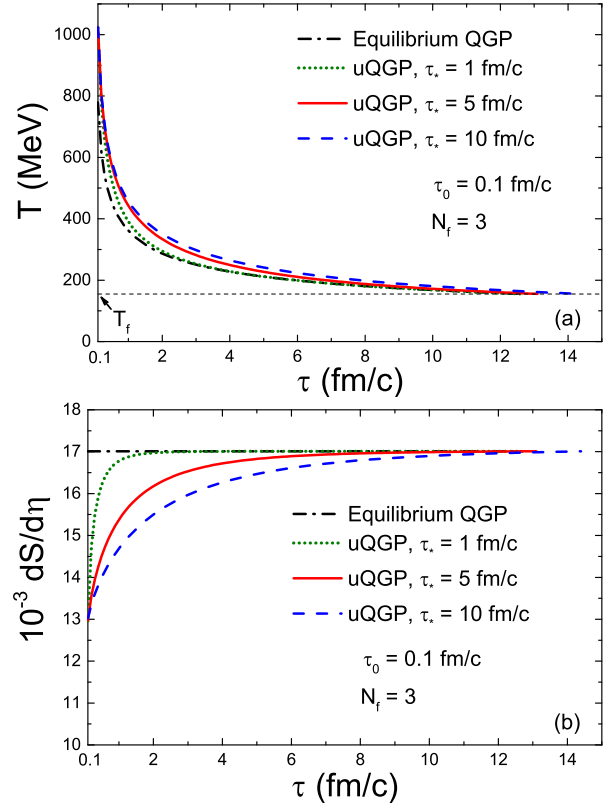 T (MeV)
1000
800
600
400
200
0
Equilibrium QGP
uQGP, τ* = 1 fm/c
uQGP, τ* = 5 fm/c
uQGP, τ* = 10 fm/c
τ0 = 0.1 fm/c
Nf = 3
Tf
(a)
0.1 2 4 6 8 10 12 14
τ (fm/c)
10⁻³ dS/dη
18
17
16
15
14
13
17
11
10
Equilibrium QGP
uQGP, τ* = 1 fm/c
uQGP, τ* = 5 fm/c
uQGP, τ* = 10 fm/c
τ0 = 0.1 fm/c
Nf = 3
(b)
0.1 2 4 6 8 10 12 14
τ (fm/c)